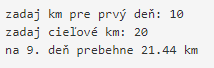 zadaj km pre prvý deň: 10
zadaj cieľové km: 20
na 9. deň prebehne 21.44 km